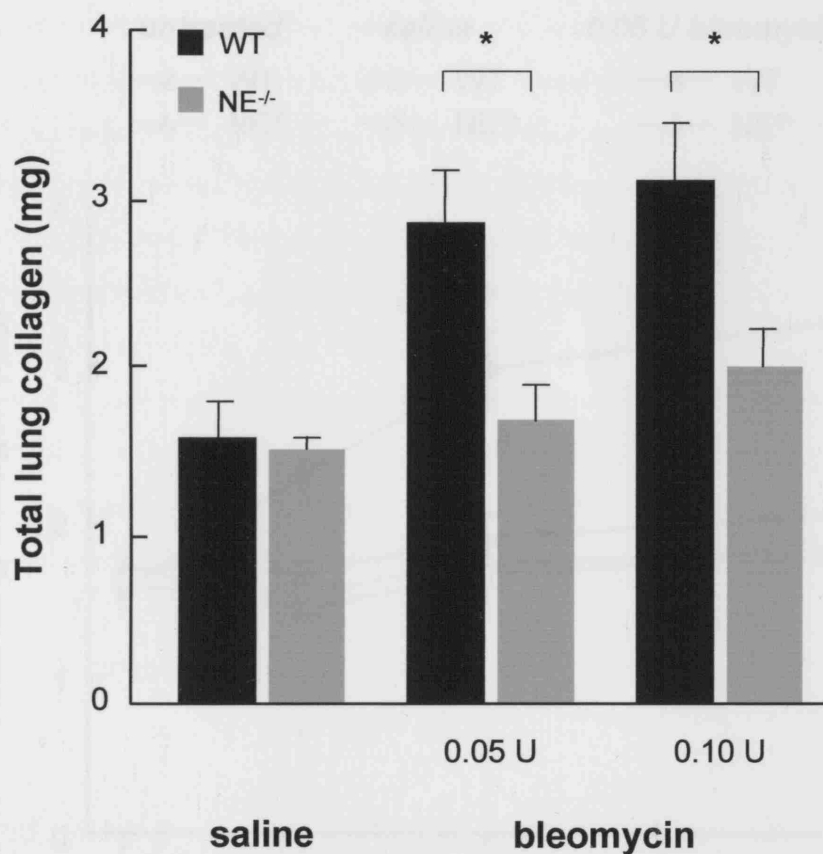 4
WT
NE-/-
*
*
3
2
1
0
Total lung collagen (mg)
0.05 U
0.10 U
saline
bleomycin